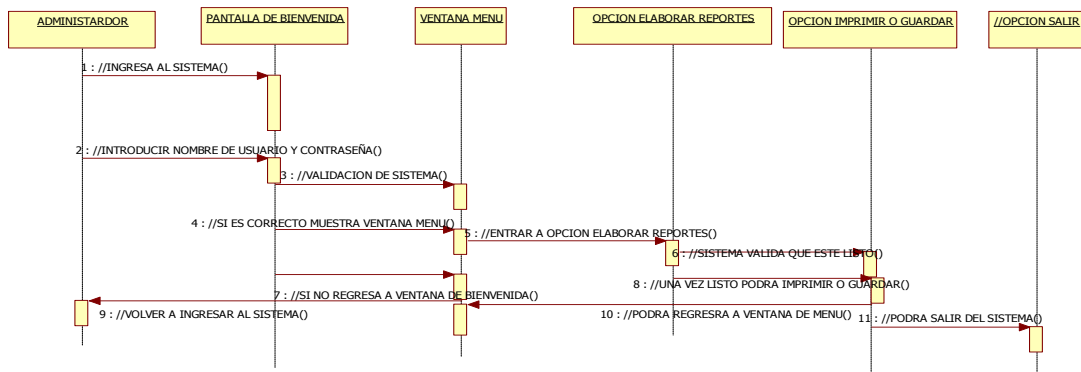 ADMINISTARDOR
PANTALLA DE BIENVENIDA
VENTANA MENU
OPCION ELABORAR REPORTES
OPCION IMPRIMIR O GUARDAR
//OPCION SALIR
1 : //INGRESA AL SISTEMA()
2 : //INTRODUCIR NOMBRE DE USUARIO Y CONTRASEÑA()
3 : //VALIDACION DE SISTEMA()
4 : //SI ES CORRECTO MUESTRA VENTANA MENU()
5 : //ENTRAR A OPCION ELABORAR REPORTES()
6 : //SISTEMA VALIDA QUE ESTE LISTO()
8 : //UNA VEZ LISTO PODRA IMPRIMIR O GUARDAR()
7 : //SI NO REGRESA A VENTANA DE BIENVENIDA()
9 : //VOLVER A INGRESAR AL SISTEMA()
10 : //PODRA REGRESRA A VENTANA DE MENU()
11 : //PODRA SALIR DEL SISTEMA()